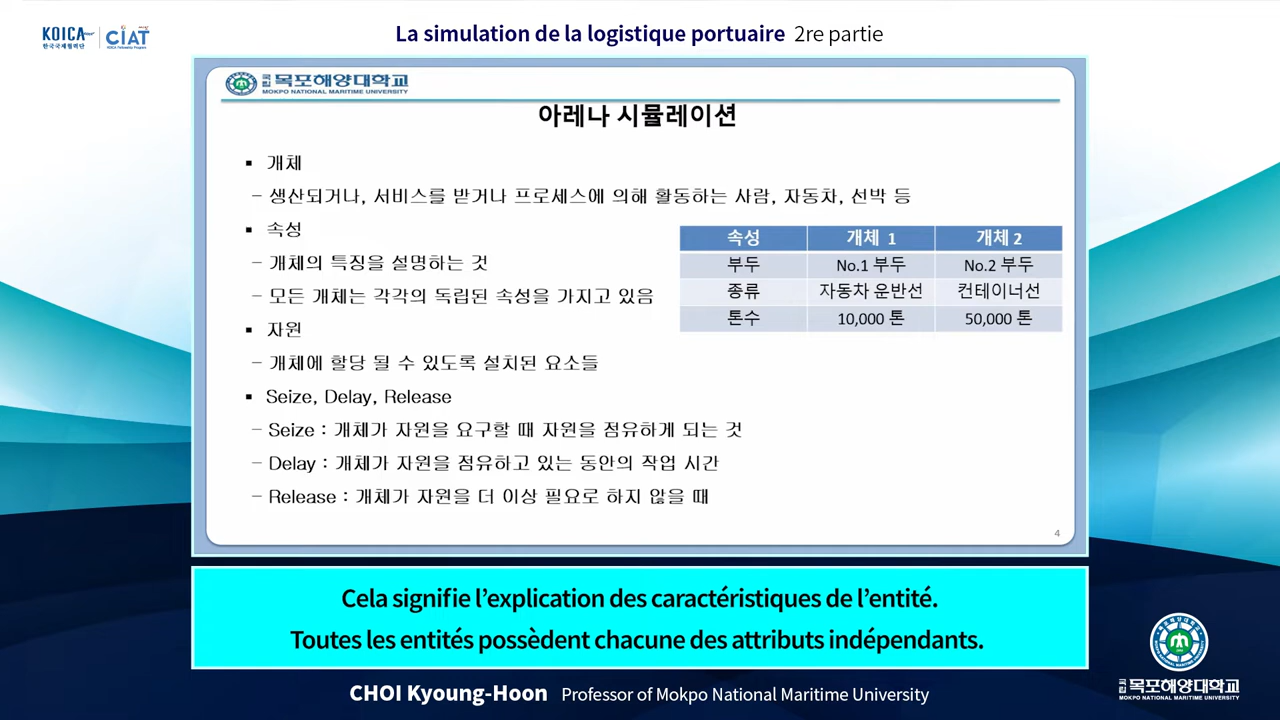 KOICA
한국국제협력단
CIAT
KOICA Fellowship Program
La simulation de la logistique portuaire 2re partie
국립 목포해양대학교
MOKPO NATIONAL MARITIME UNIVERSITY
아레나 시뮬레이션
▪ 개체
– 생산되거나, 서비스를 받거나 프로세스에 의해 활동하는 사람, 자동차, 선박 등
▪ 속성
– 개체의 특징을 설명하는 것
– 모든 개체는 각각의 독립된 속성을 가지고 있음
속성 개체 1 개체 2
부두 No.1 부두 No.2 부두
종류 자동차 운반선 컨테이너선
톤수 10,000 톤 50,000 톤
▪ 자원
– 개체에 할당 될 수 있도록 설치된 요소들
▪ Seize, Delay, Release
– Seize : 개체가 자원을 요구할 때 자원을 점유하게 되는 것
– Delay : 개체가 자원을 점유하고 있는 동안의 작업 시간
– Release : 개체가 자원을 더 이상 필요로 하지 않을 때
4
Cela signifie l’explication des caractéristiques de l’entité.
Toutes les entités possèdent chacune des attributs indépendants.
CHOI Kyoung-Hoon Professor of Mokpo National Maritime University
국립 목포해양대학교
MOKPO NATIONAL MARITIME UNIVERSITY